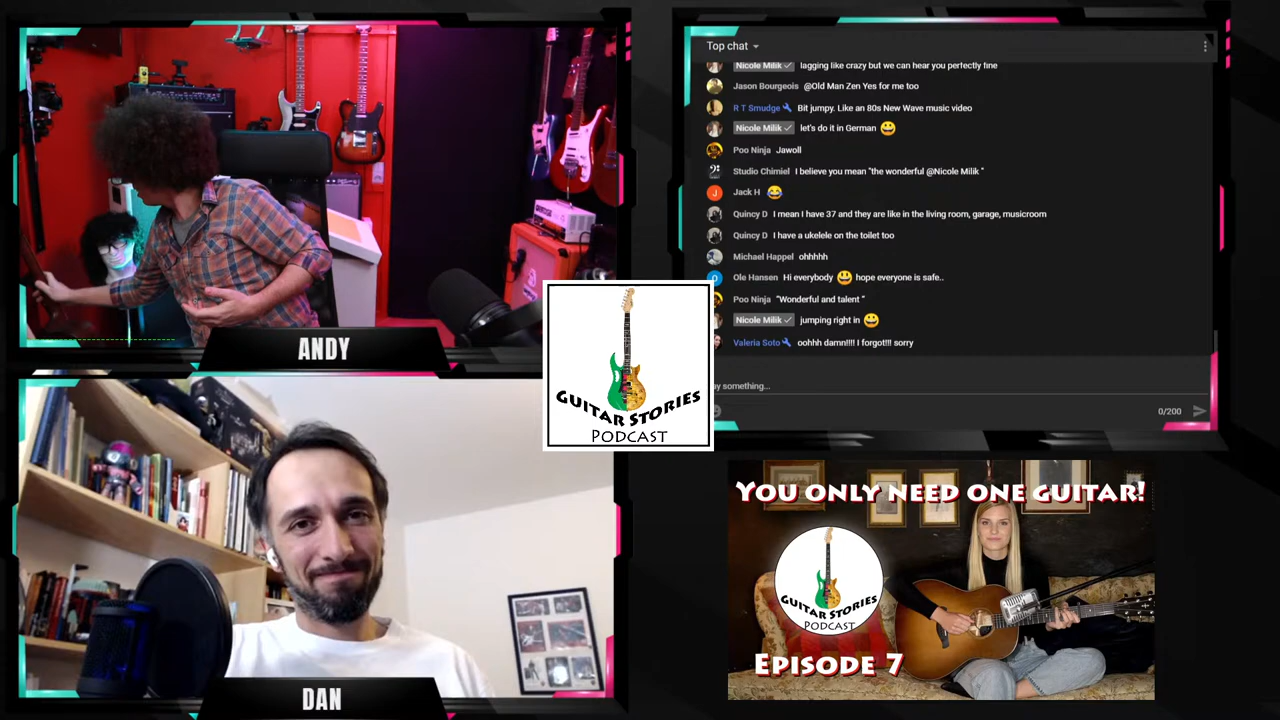 Top chat
Nicole Milik lagging like crazy but we can hear you perfectly fine
Jason Bourgeois @Old Man Zen Yes for me too
R T Smudge Bit jumpy. Like an 80s New Wave music video
Nicole Milik let's do it in German
Poo Ninja Jawoll
Studio Chimiel I believe you mean "the wonderful @Nicole Milik "
Jack H
Quincy D I mean I have 37 and they are like in the living room, garage, musicroom
Quincy D I have a ukelele on the toilet too
Michael Happel ohhhhh
Ole Hansen Hi everybody hope everyone is safe..
Poo Ninja "Wonderful and talent "
Nicole Milik jumping right in
Valeria Soto oohhh damn!!!! I forgot!!! sorry
ay something...
0/200
ANDY
GUITAR STORIES
PODCAST
YOU ONLY NEED ONE GUITAR!
GUITAR STORIES
PODCAST
EPISODE 7
DAN